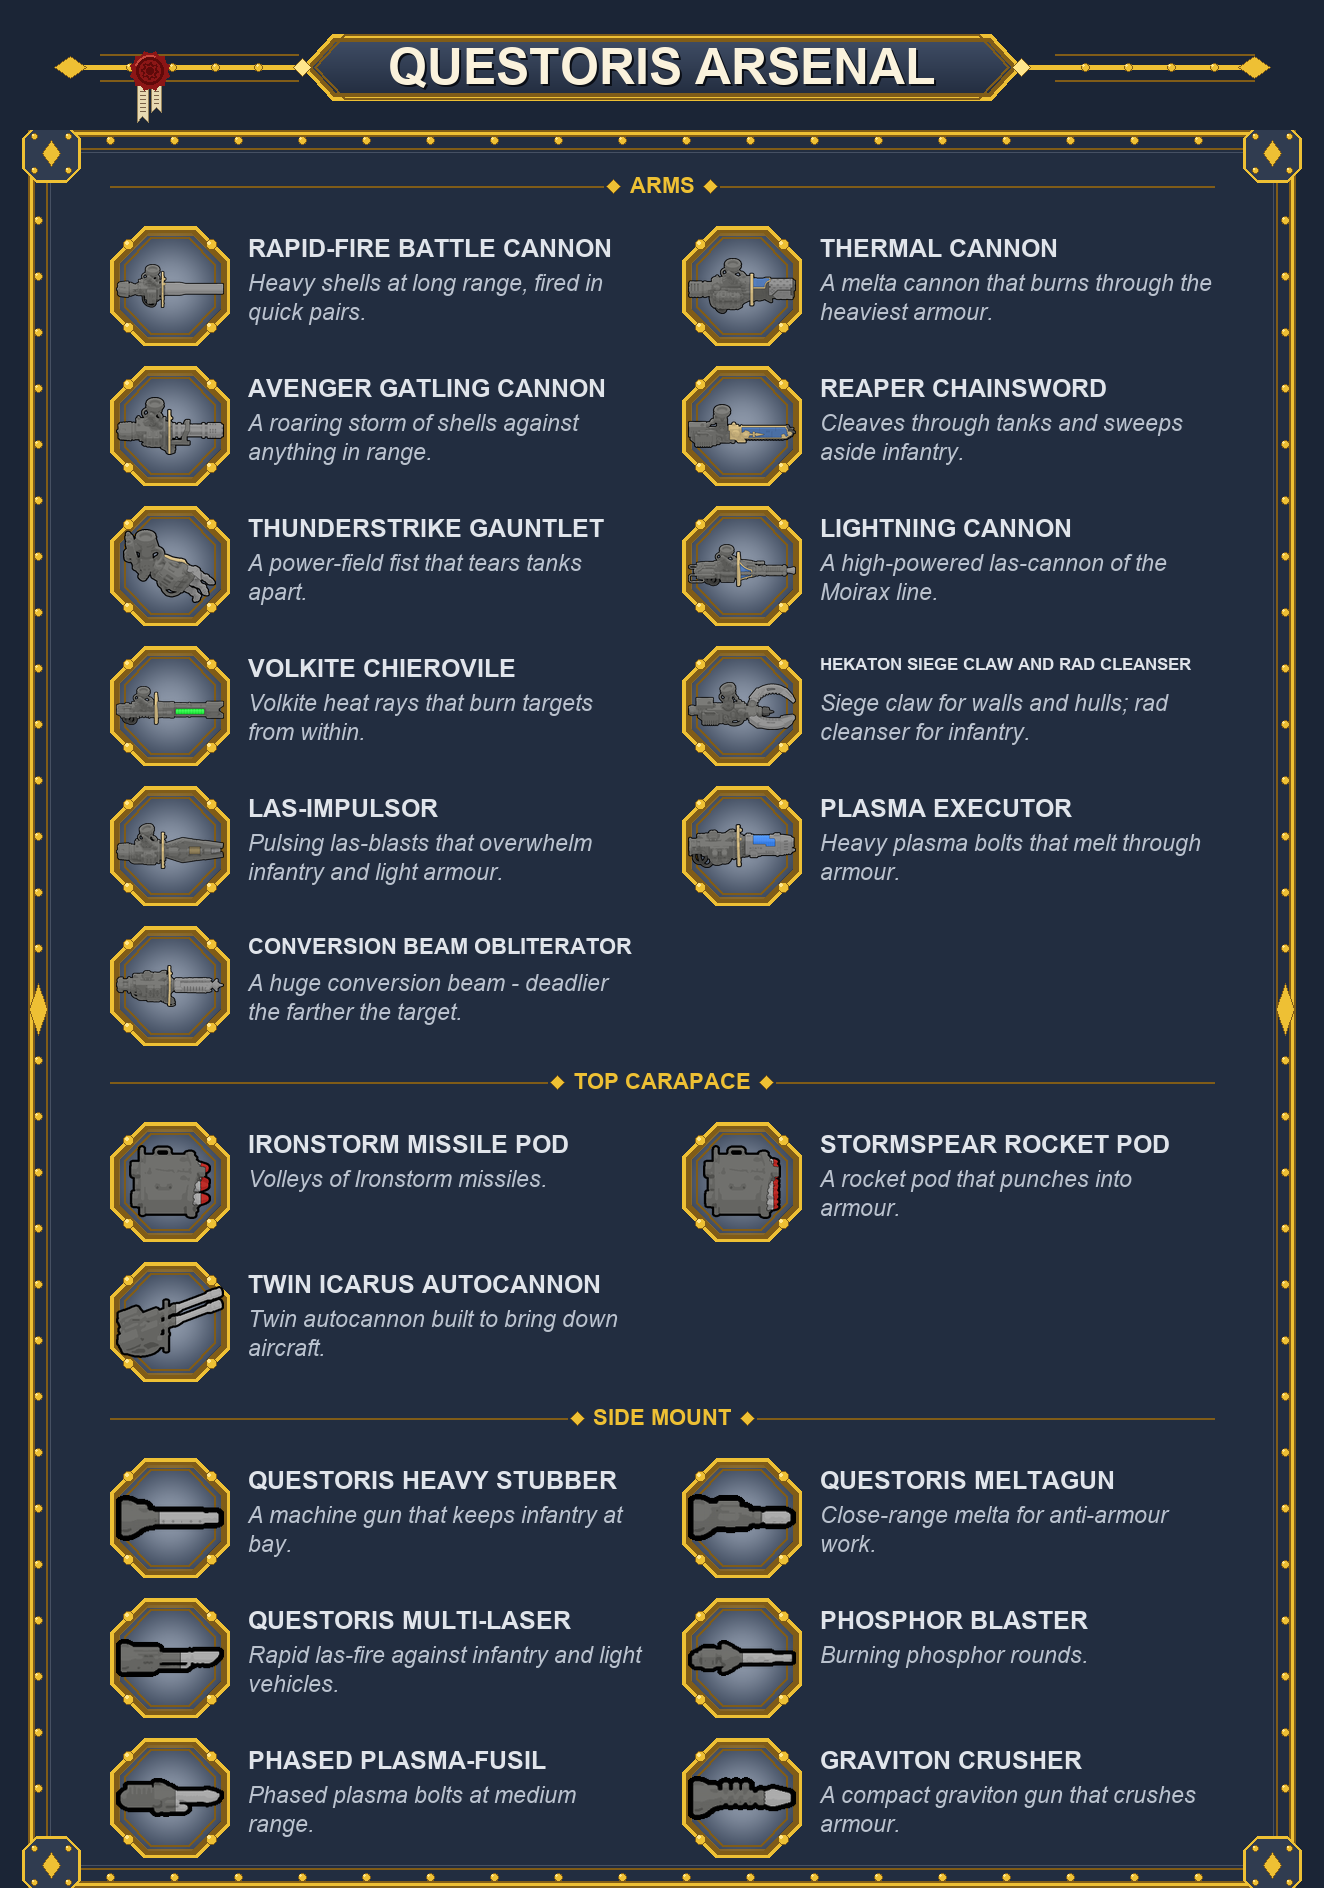 QUESTORIS ARSENAL
ARMS
RAPID-FIRE BATTLE CANNON
Heavy shells at long range, fired in
quick pairs.
THERMAL CANNON
A melta cannon that burns through the
heaviest armour.
AVENGER GATLING CANNON
A roaring storm of shells against
anything in range.
REAPER CHAINSWORD
Cleaves through tanks and sweeps
aside infantry.
THUNDERSTRIKE GAUNTLET
A power-field fist that tears tanks
apart.
LIGHTNING CANNON
A high-powered las-cannon of the
Moirax line.
VOLKITE CHIEROVILE
Volkite heat rays that burn targets
from within.
HEKATON SIEGE CLAW AND RAD CLEANSER
Siege claw for walls and hulls; rad
cleanser for infantry.
LAS-IMPULSOR
Pulsing las-blasts that overwhelm
infantry and light armour.
PLASMA EXECUTOR
Heavy plasma bolts that melt through
armour.
CONVERSION BEAM OBLITERATOR
A huge conversion beam - deadlier
the farther the target.
TOP CARAPACE
IRONSTORM MISSILE POD
Volleys of Ironstorm missiles.
STORMSPEAR ROCKET POD
A rocket pod that punches into
armour.
TWIN ICARUS AUTOCANNON
Twin autocannon built to bring down
aircraft.
SIDE MOUNT
QUESTORIS HEAVY STUBBER
A machine gun that keeps infantry at
bay.
QUESTORIS MELTAGUN
Close-range melta for anti-armour
work.
QUESTORIS MULTI-LASER
Rapid las-fire against infantry and light
vehicles.
PHOSPHOR BLASTER
Burning phosphor rounds.
PHASED PLASMA-FUSIL
Phased plasma bolts at medium
range.
GRAVITON CRUSHER
A compact graviton gun that crushes
armour.